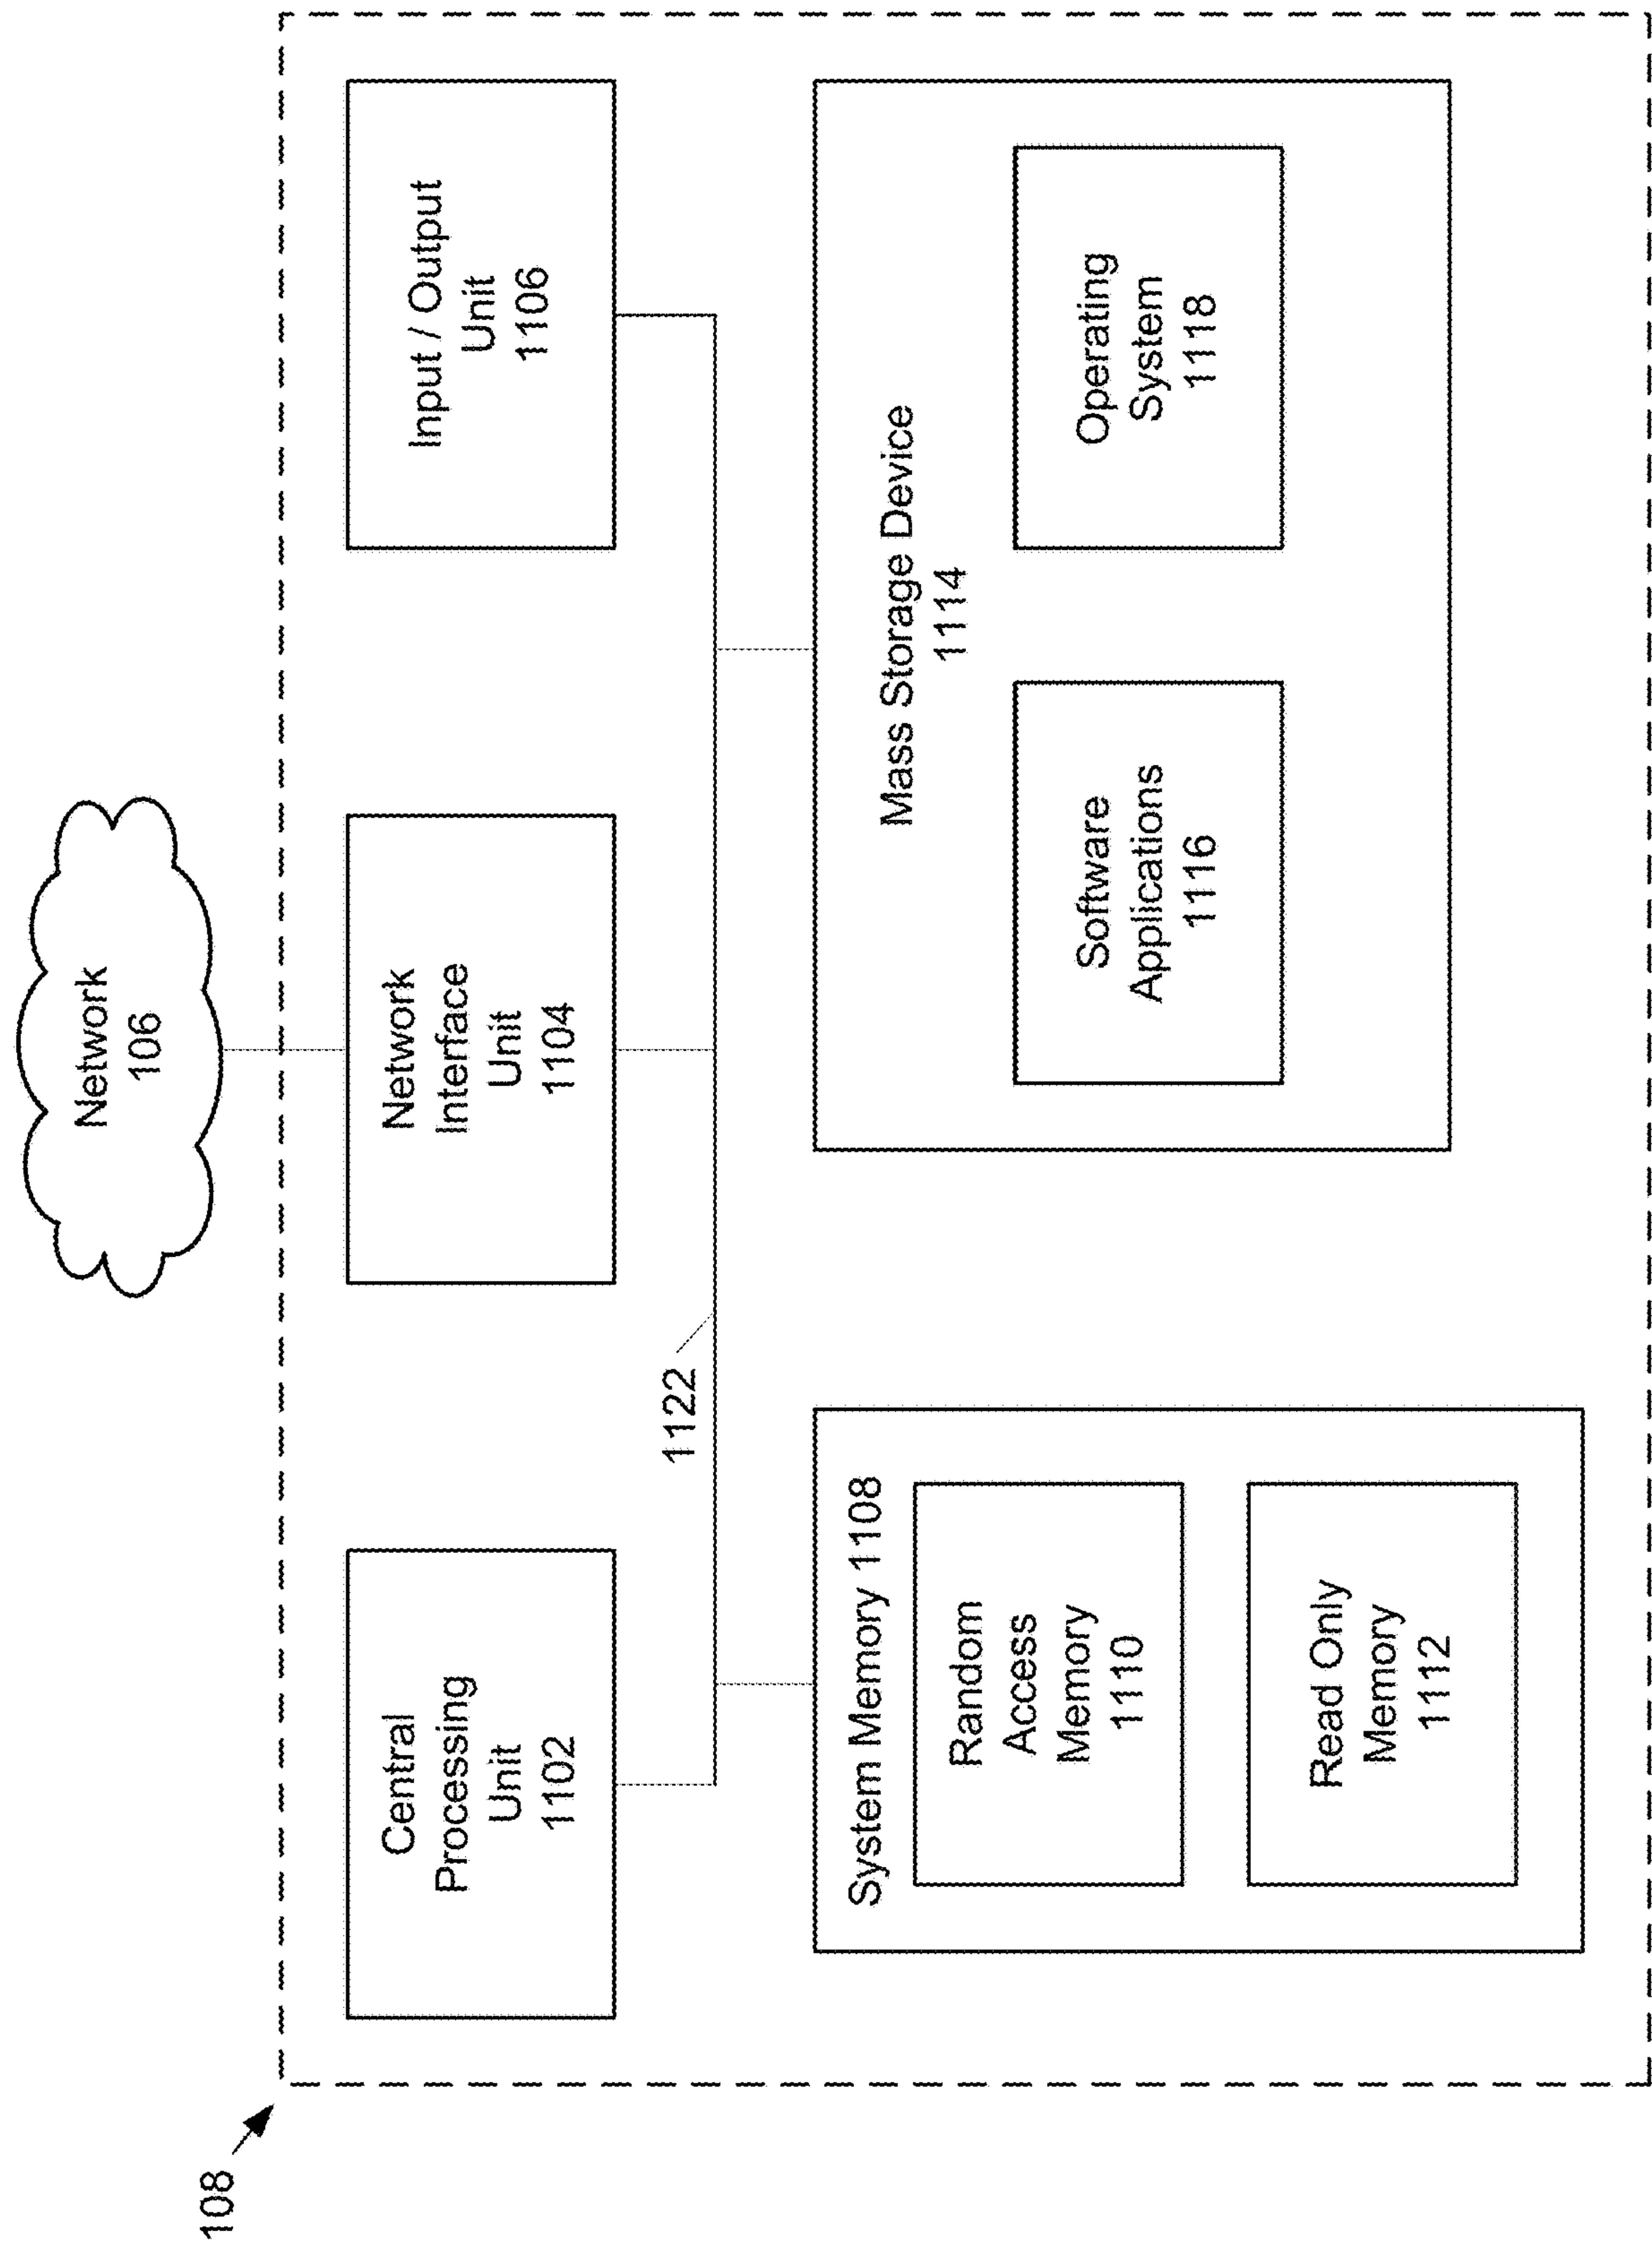 108
Network
106
Central
Processing
Unit
1102
Network
Interface
Unit
1104
Input / Output
Unit
1106
1122
System Memory 1108
Random
Access
Memory
1110
Read Only
Memory
1112
Mass Storage Device
1114
Software
Applications
1116
Operating
System
1118